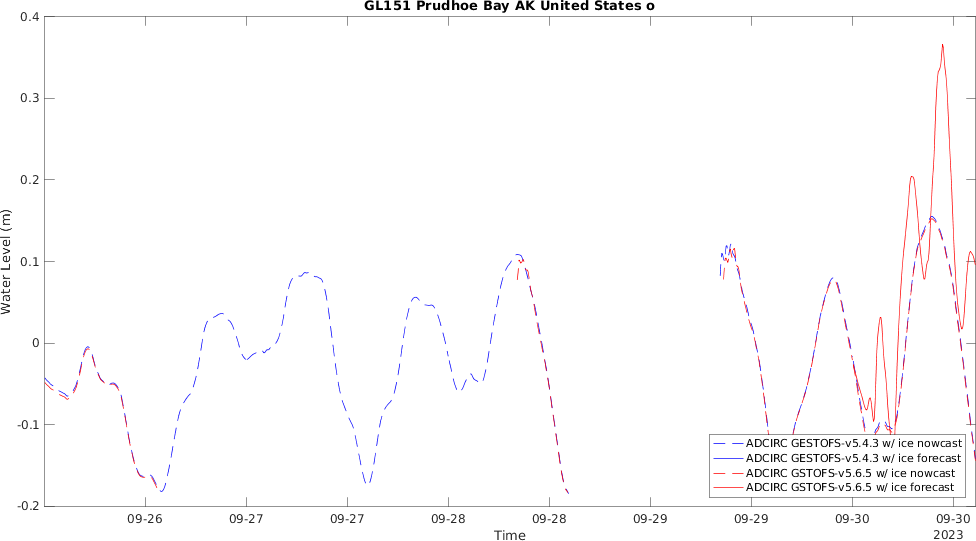 GL151 Prudhoe Bay AK United States o
0.4
0.3
0.2
0.1
0
-0.1
-0.2
Water Level (m)
ADCIRC GESTOFS-v5.4.3 w/ ice nowcast
ADCIRC GESTOFS-v5.4.3 w/ ice forecast
ADCIRC GSTOFS-v5.6.5 w/ ice nowcast
ADCIRC GSTOFS-v5.6.5 w/ ice forecast
09-26 09-27 09-27 09-28 09-28 09-29 09-29 09-30 09-30
2023
Time